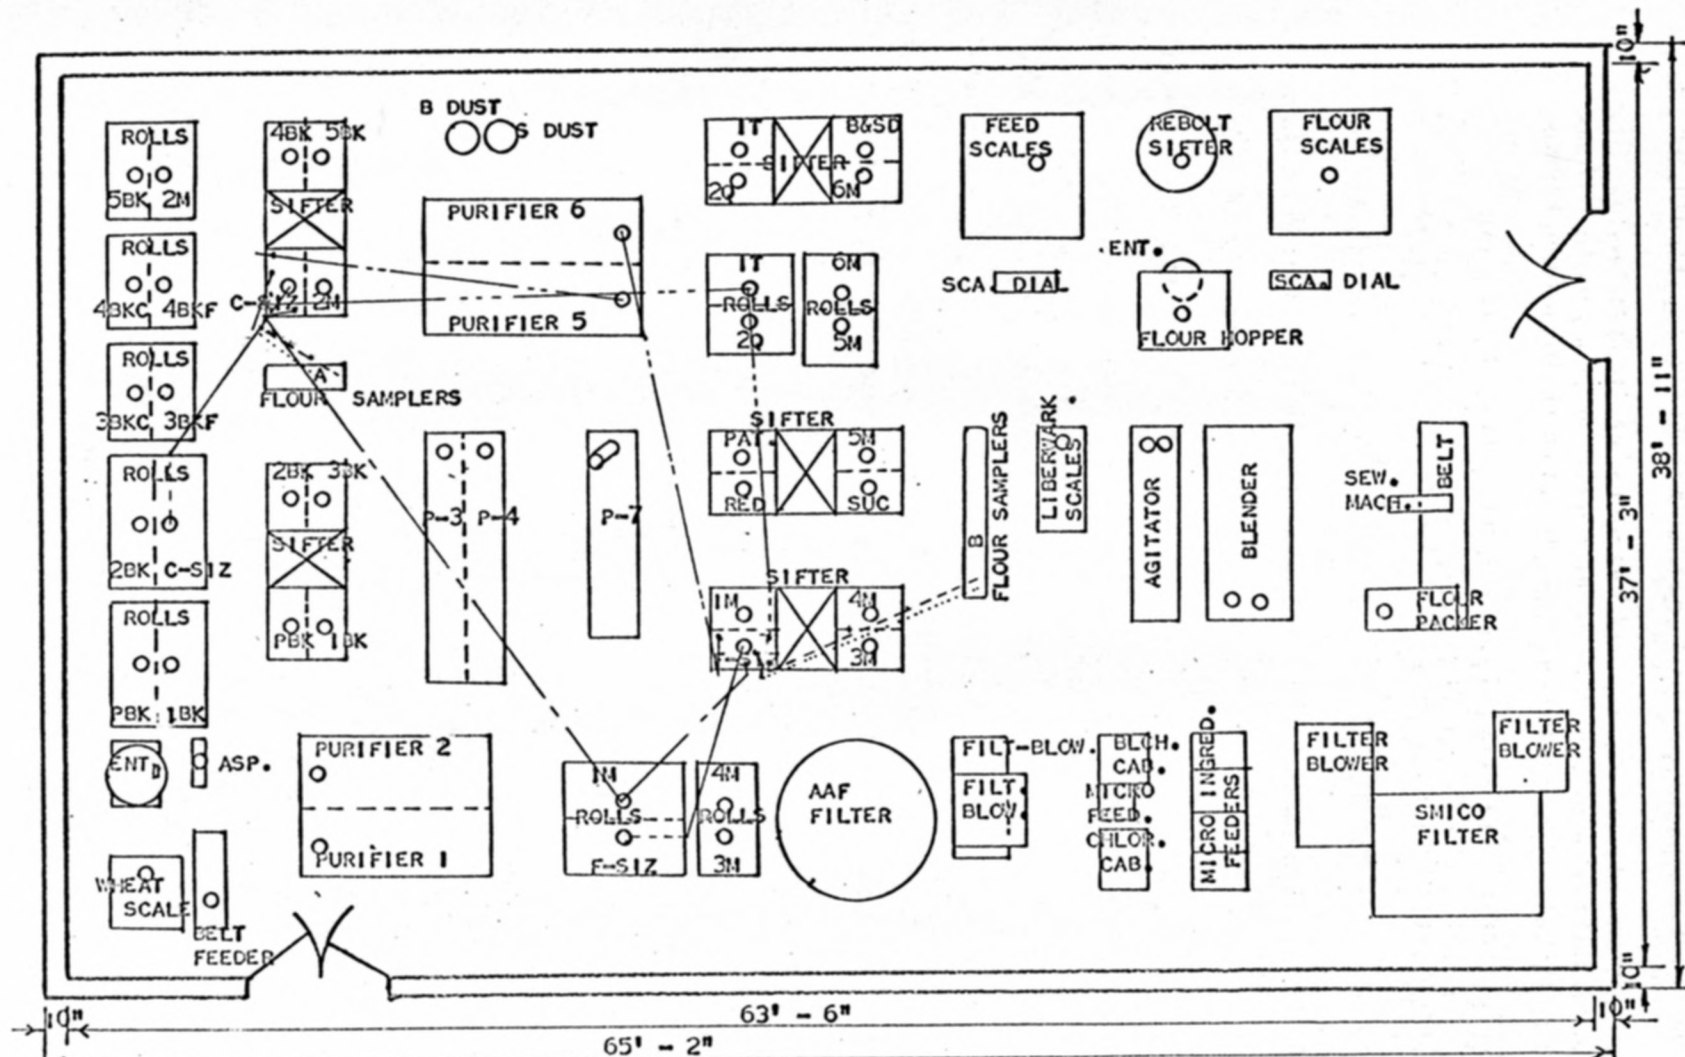 B DUST
S DUST
ROLLS
5BK 2M
4BK 5BK
SIFTER
C-SIZ 2M
PURIFIER 6
PURIFIER 5
1T
B&SD
SIFTER
2Q
6M
FEED
SCALES
REBOLT
SIFTER
FLOUR
SCALES
ROLLS
4BKC 4BKF
1T
ROLLS
2Q
6M
ROLLS
5M
SCA. DIAL
ENT.
FLOUR HOPPER
SCA. DIAL
ROLLS
3BKC 3BKF
A
FLOUR SAMPLERS
ROLLS
2BK C-SIZ
2BK 3BK
SIFTER
PBK 1BK
P-3 P-4
P-7
SIFTER
PAT.
5M
RED
SUC
SIFTER
1M
4M
3M
B
FLOUR SAMPLERS
LIBERWARK
SCALES
AGITATOR
BLENDER
SEW.
MACH.
BELT
FLOUR
PACKER
ROLLS
PBK 1BK
ENT
ASP.
PURIFIER 2
PURIFIER 1
WHEAT
SCALE
BELT
FEEDER
1M
ROLLS
F-SIZ
4M
ROLLS
3M
AAF
FILTER
FILT-BLOW.
FILT.
BLOW.
BLCH.
CAB.
MICRO
FEED.
CHLOR.
CAB.
MICRO INGRED.
FEEDERS
FILTER
BLOWER
FILTER
BLOWER
SMICO
FILTER
10"
37' - 3"
38' - 11"
10"
10"
63' - 6"
10"
65' - 2"